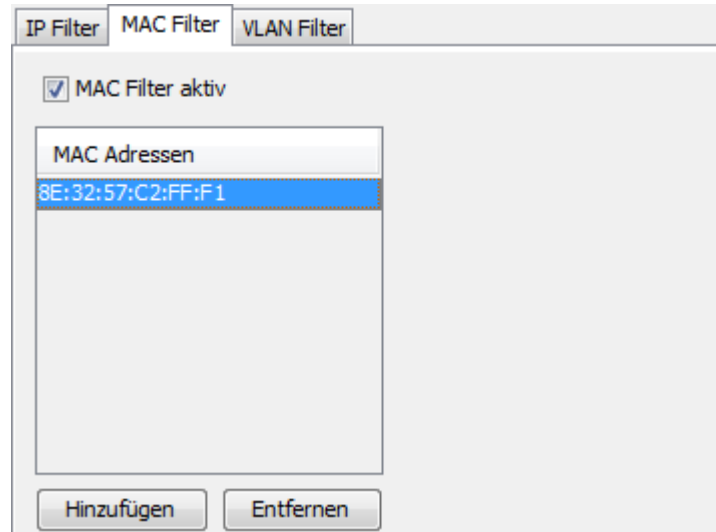 IP Filter MAC Filter VLAN Filter
MAC Filter aktiv
MAC Adressen
8E:32:57:C2:FF:F1
Hinzufügen Entfernen